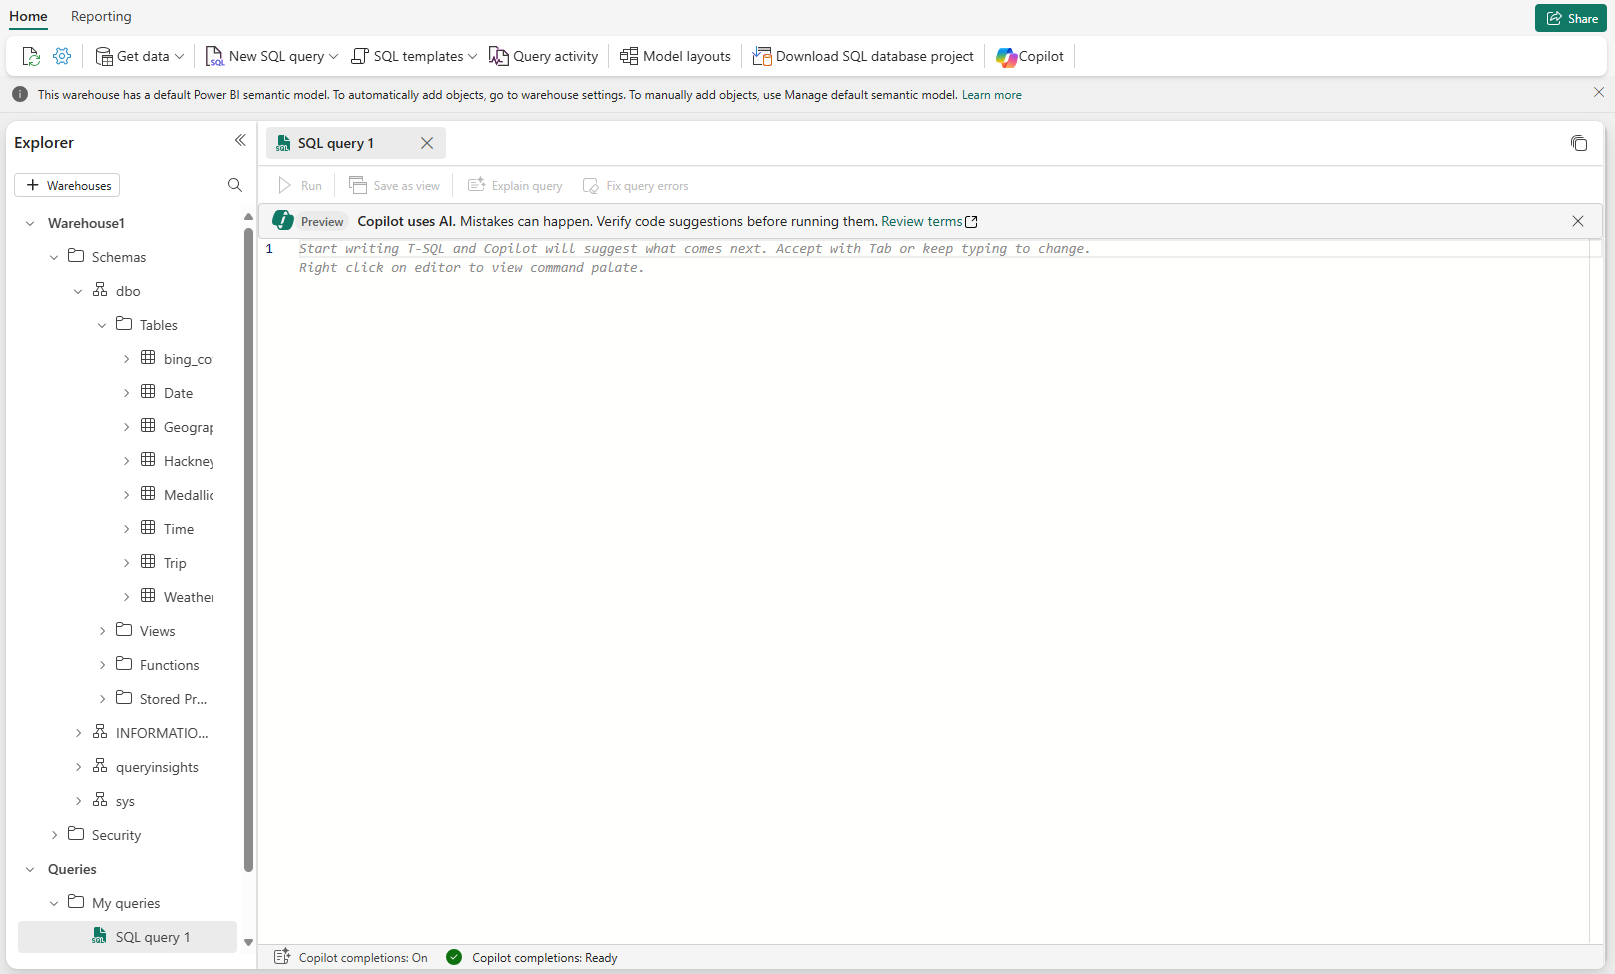 Home Reporting
Share
Get data New SQL query SQL templates Query activity Model layouts Download SQL database project Copilot
This warehouse has a default Power BI semantic model. To automatically add objects, go to warehouse settings. To manually add objects, use Manage default semantic model. Learn more
Explorer
Warehouses
Warehouse1
Schemas
dbo
Tables
bing_co
Date
Geograp
Hackney
Medallic
Time
Trip
Weather
Views
Functions
Stored Pr...
INFORMATIO...
queryinsights
sys
Security
Queries
My queries
SQL query 1
SQL query 1
Run Save as view Explain query Fix query errors
Preview Copilot uses AI. Mistakes can happen. Verify code suggestions before running them. Review terms
1 Start writing T-SQL and Copilot will suggest what comes next. Accept with Tab or keep typing to change.
Right click on editor to view command palate.
Copilot completions: On Copilot completions: Ready